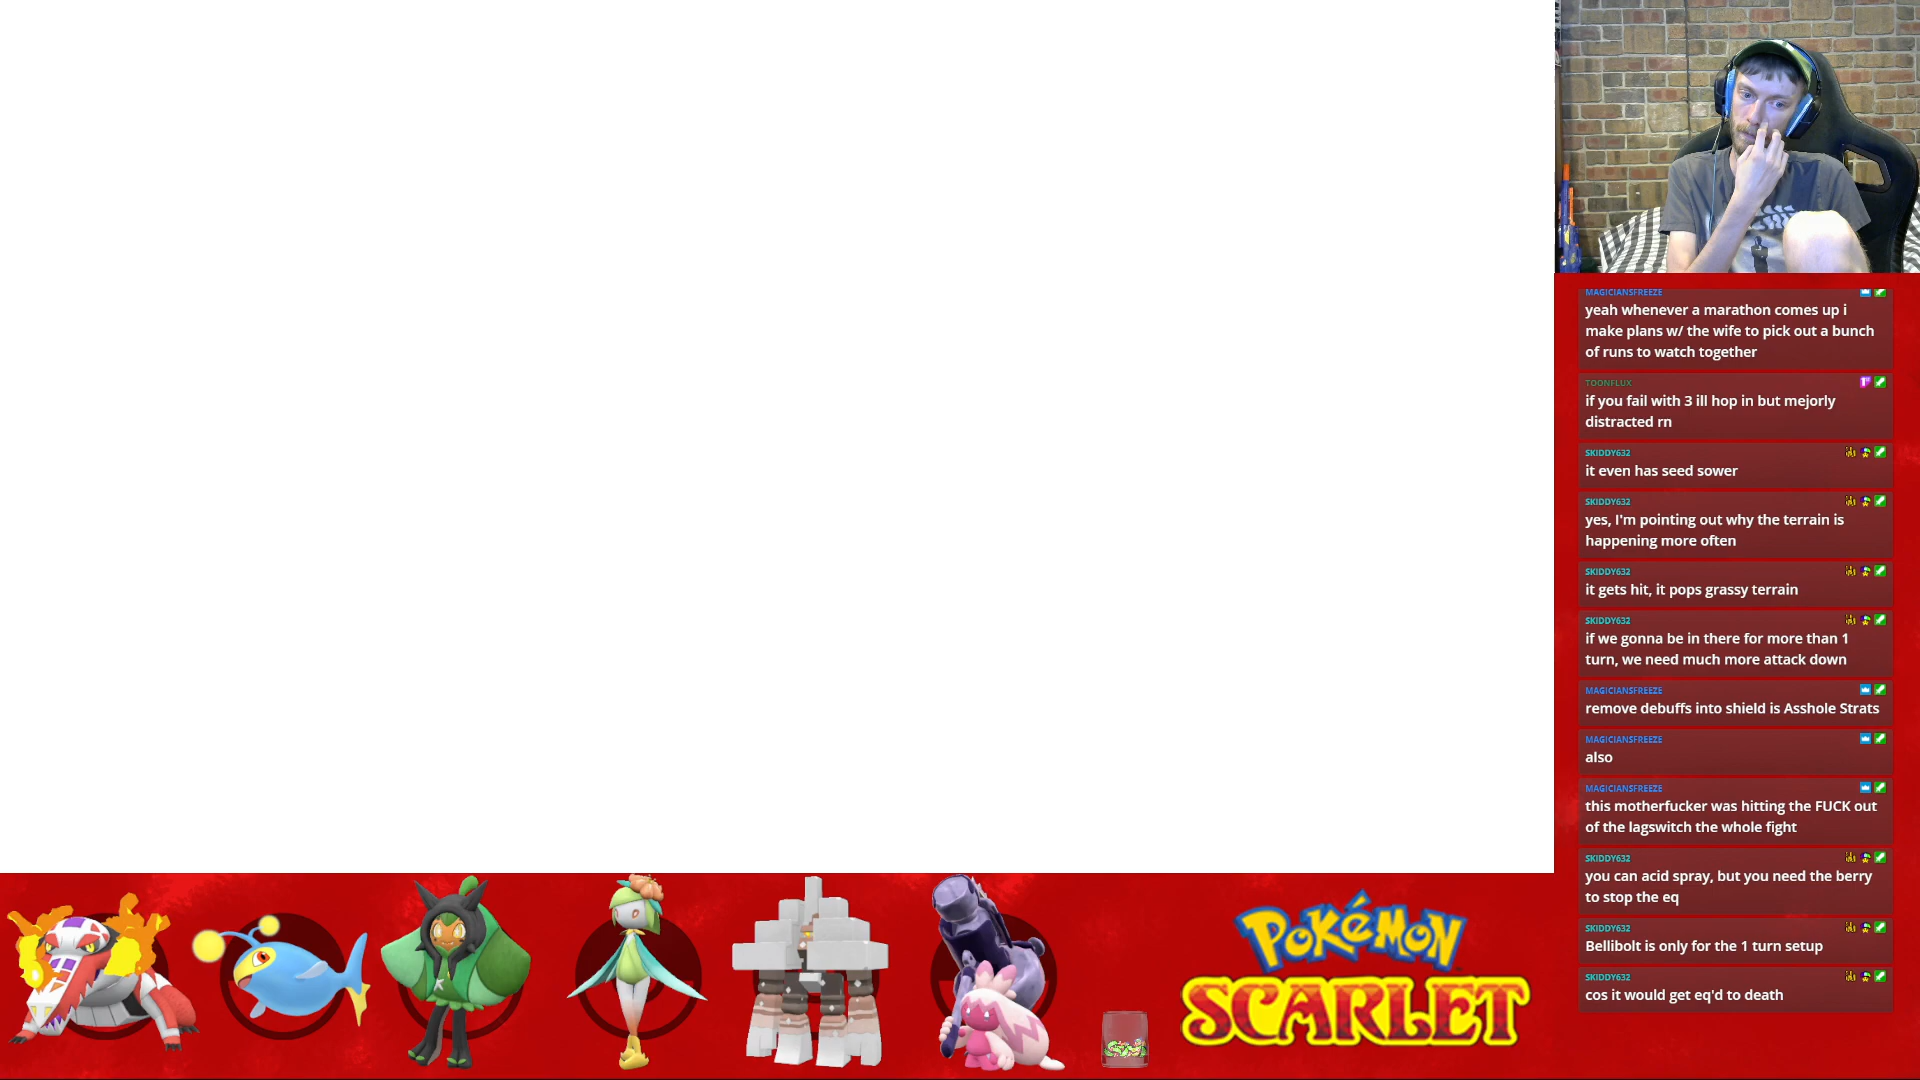 MAGICIANSFREEZE
yeah whenever a marathon comes up i
make plans w/ the wife to pick out a bunch
of runs to watch together
TOONFLUX
if you fail with 3 ill hop in but mejorly
distracted rn
SKIDDY632
it even has seed sower
SKIDDY632
yes, I'm pointing out why the terrain is
happening more often
SKIDDY632
it gets hit, it pops grassy terrain
SKIDDY632
if we gonna be in there for more than 1
turn, we need much more attack down
MAGICIANSFREEZE
remove debuffs into shield is Asshole Strats
MAGICIANSFREEZE
also
MAGICIANSFREEZE
this motherfucker was hitting the FUCK out
of the lagswitch the whole fight
SKIDDY632
you can acid spray, but you need the berry
to stop the eq
SKIDDY632
Bellibolt is only for the 1 turn setup
SKIDDY632
cos it would get eq'd to death
POKéMON
SCARLET